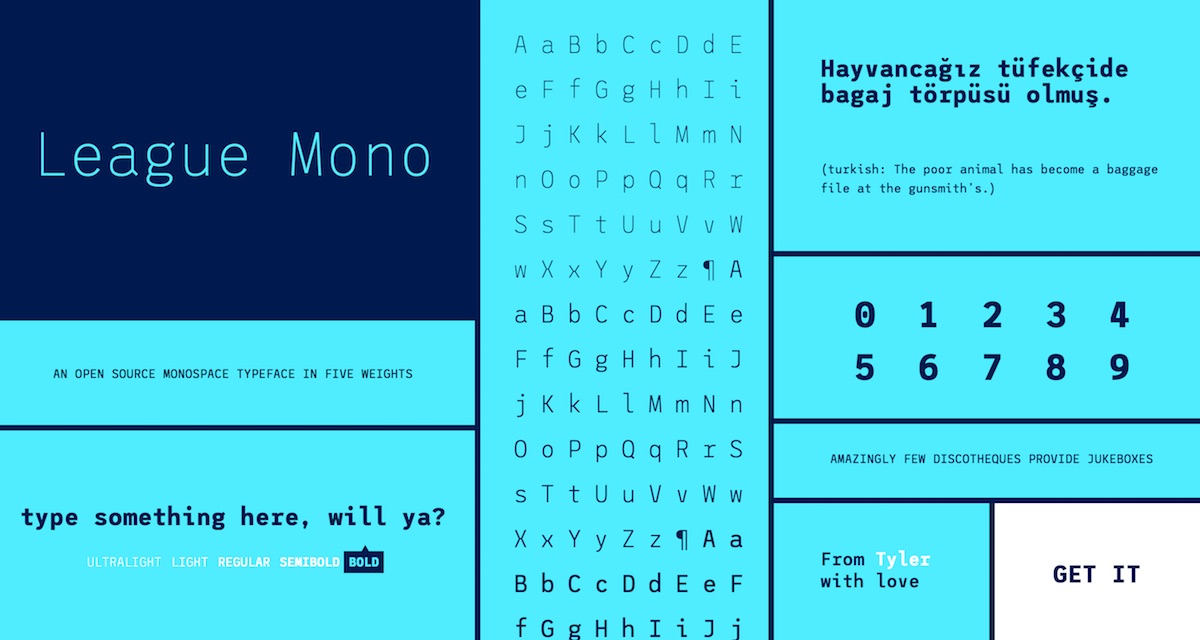 League Mono
AN OPEN SOURCE MONOSPACE TYPEFACE IN FIVE WEIGHTS
type something here, will ya?
ULTRALIGHT LIGHT REGULAR SEMIBOLD BOLD
A a B b C c D d E
e F f G g H h I i
J j K k L l M m N
n O o P p Q q R r
S s T t U u V v W
w X x Y y Z z ¶ A
a B b C c D d E e
F f G g H h I i J
j K k L l M m N n
O o P p Q q R r S
s T t U u V v W w
X x Y y Z z ¶ A a
B b C c D d E e F
f G g H h I i J j
Hayvancağız tüfekçide
bagaj törpüsü olmuş.
(turkish: The poor animal has become a baggage
file at the gunsmith's.)
0 1 2 3 4
5 6 7 8 9
AMAZINGLY FEW DISCOTHEQUES PROVIDE JUKEBOXES
From Tyler
with love
GET IT